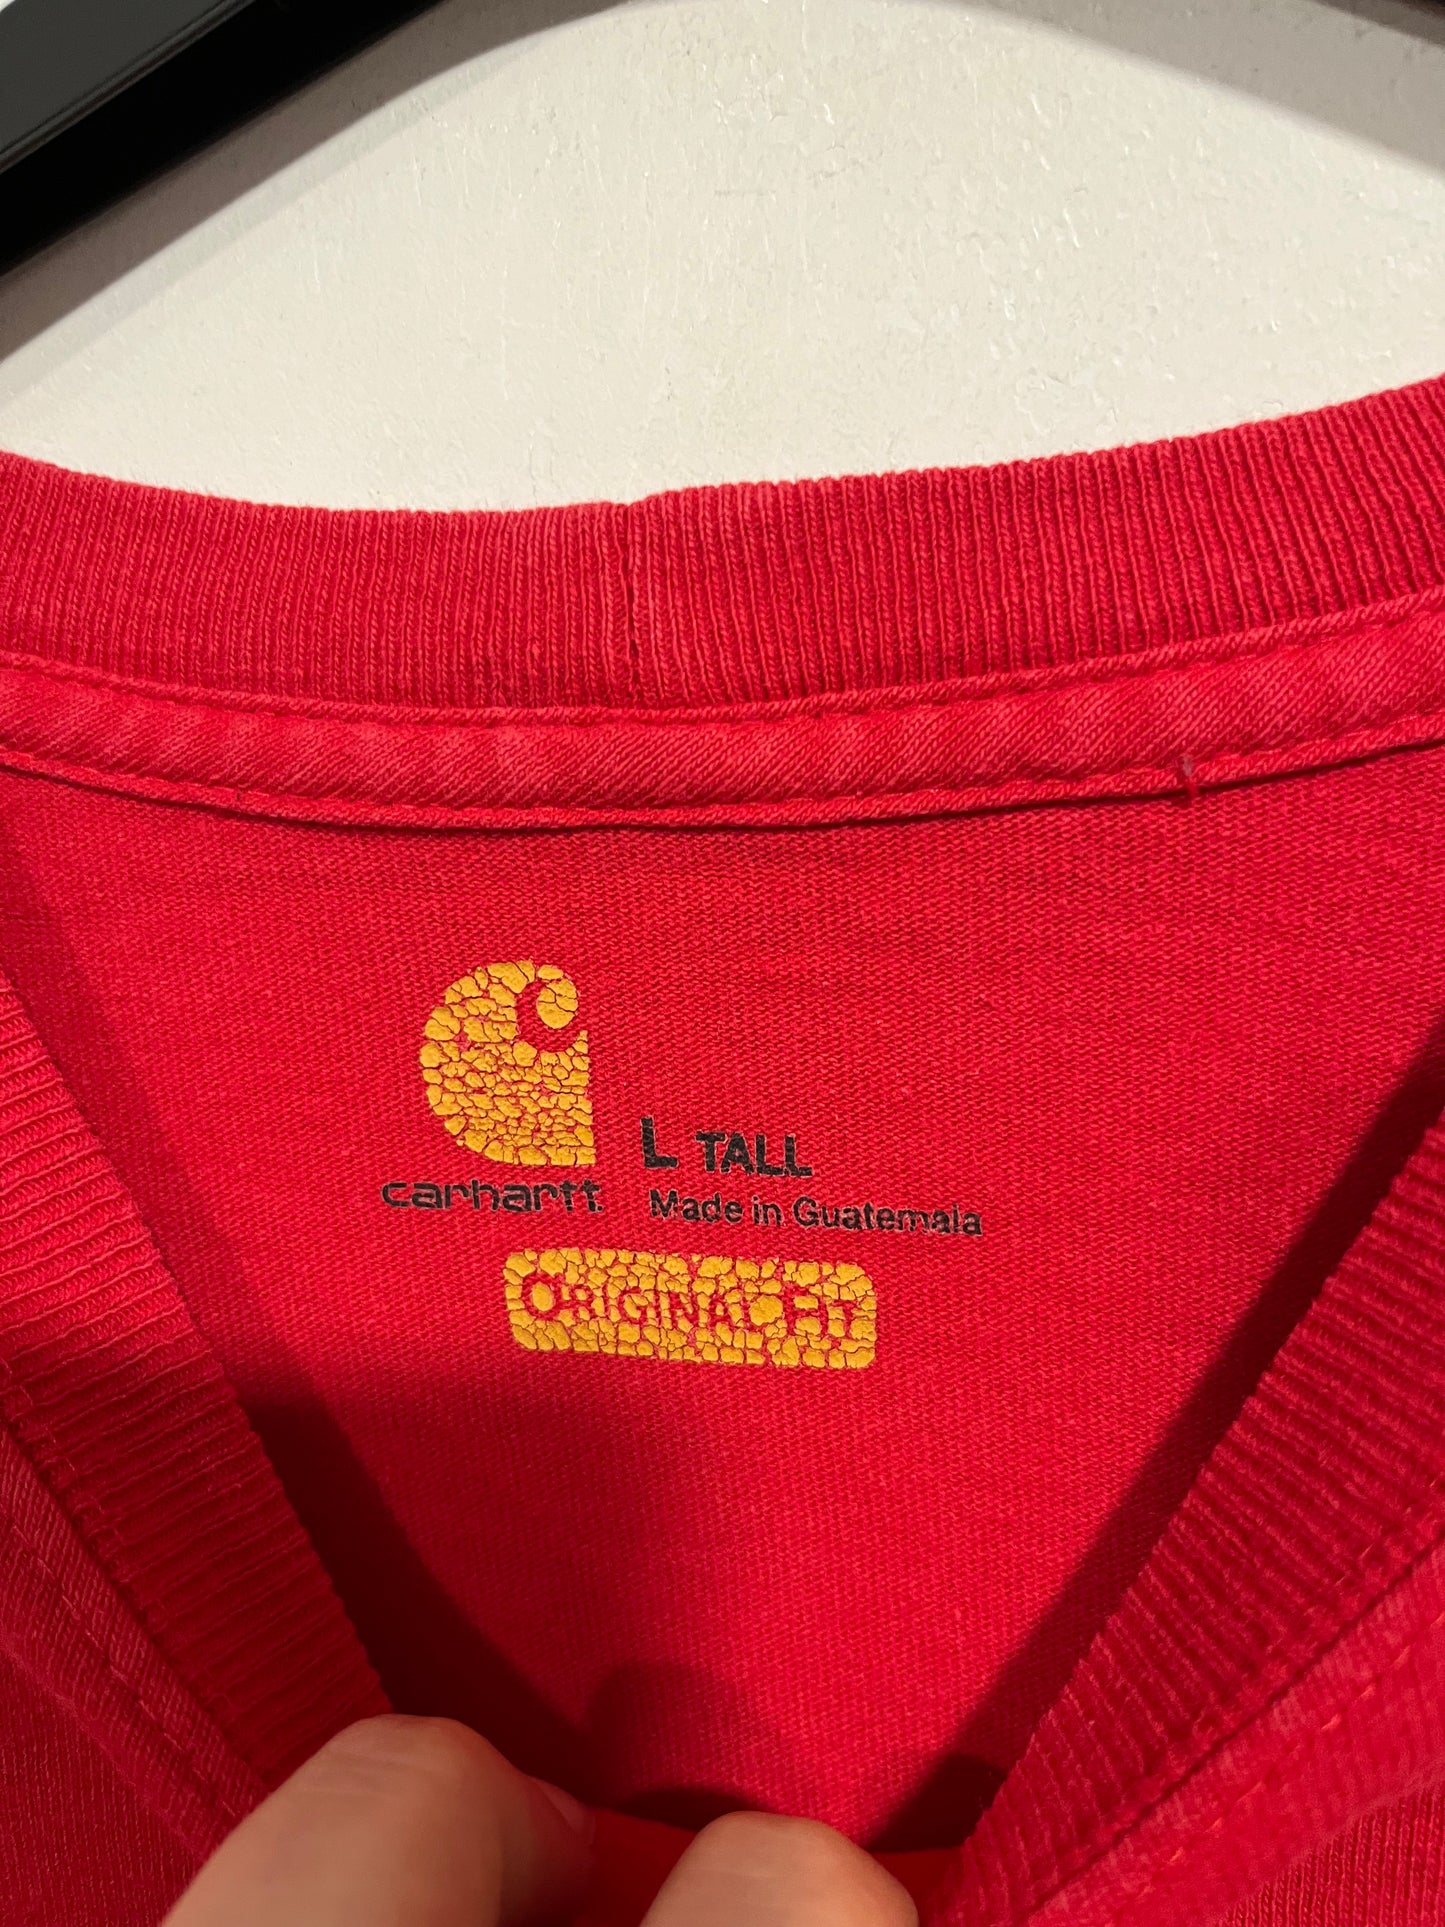 L TALL
carhartt
Made in Guatemala
ORIGINAL FIT